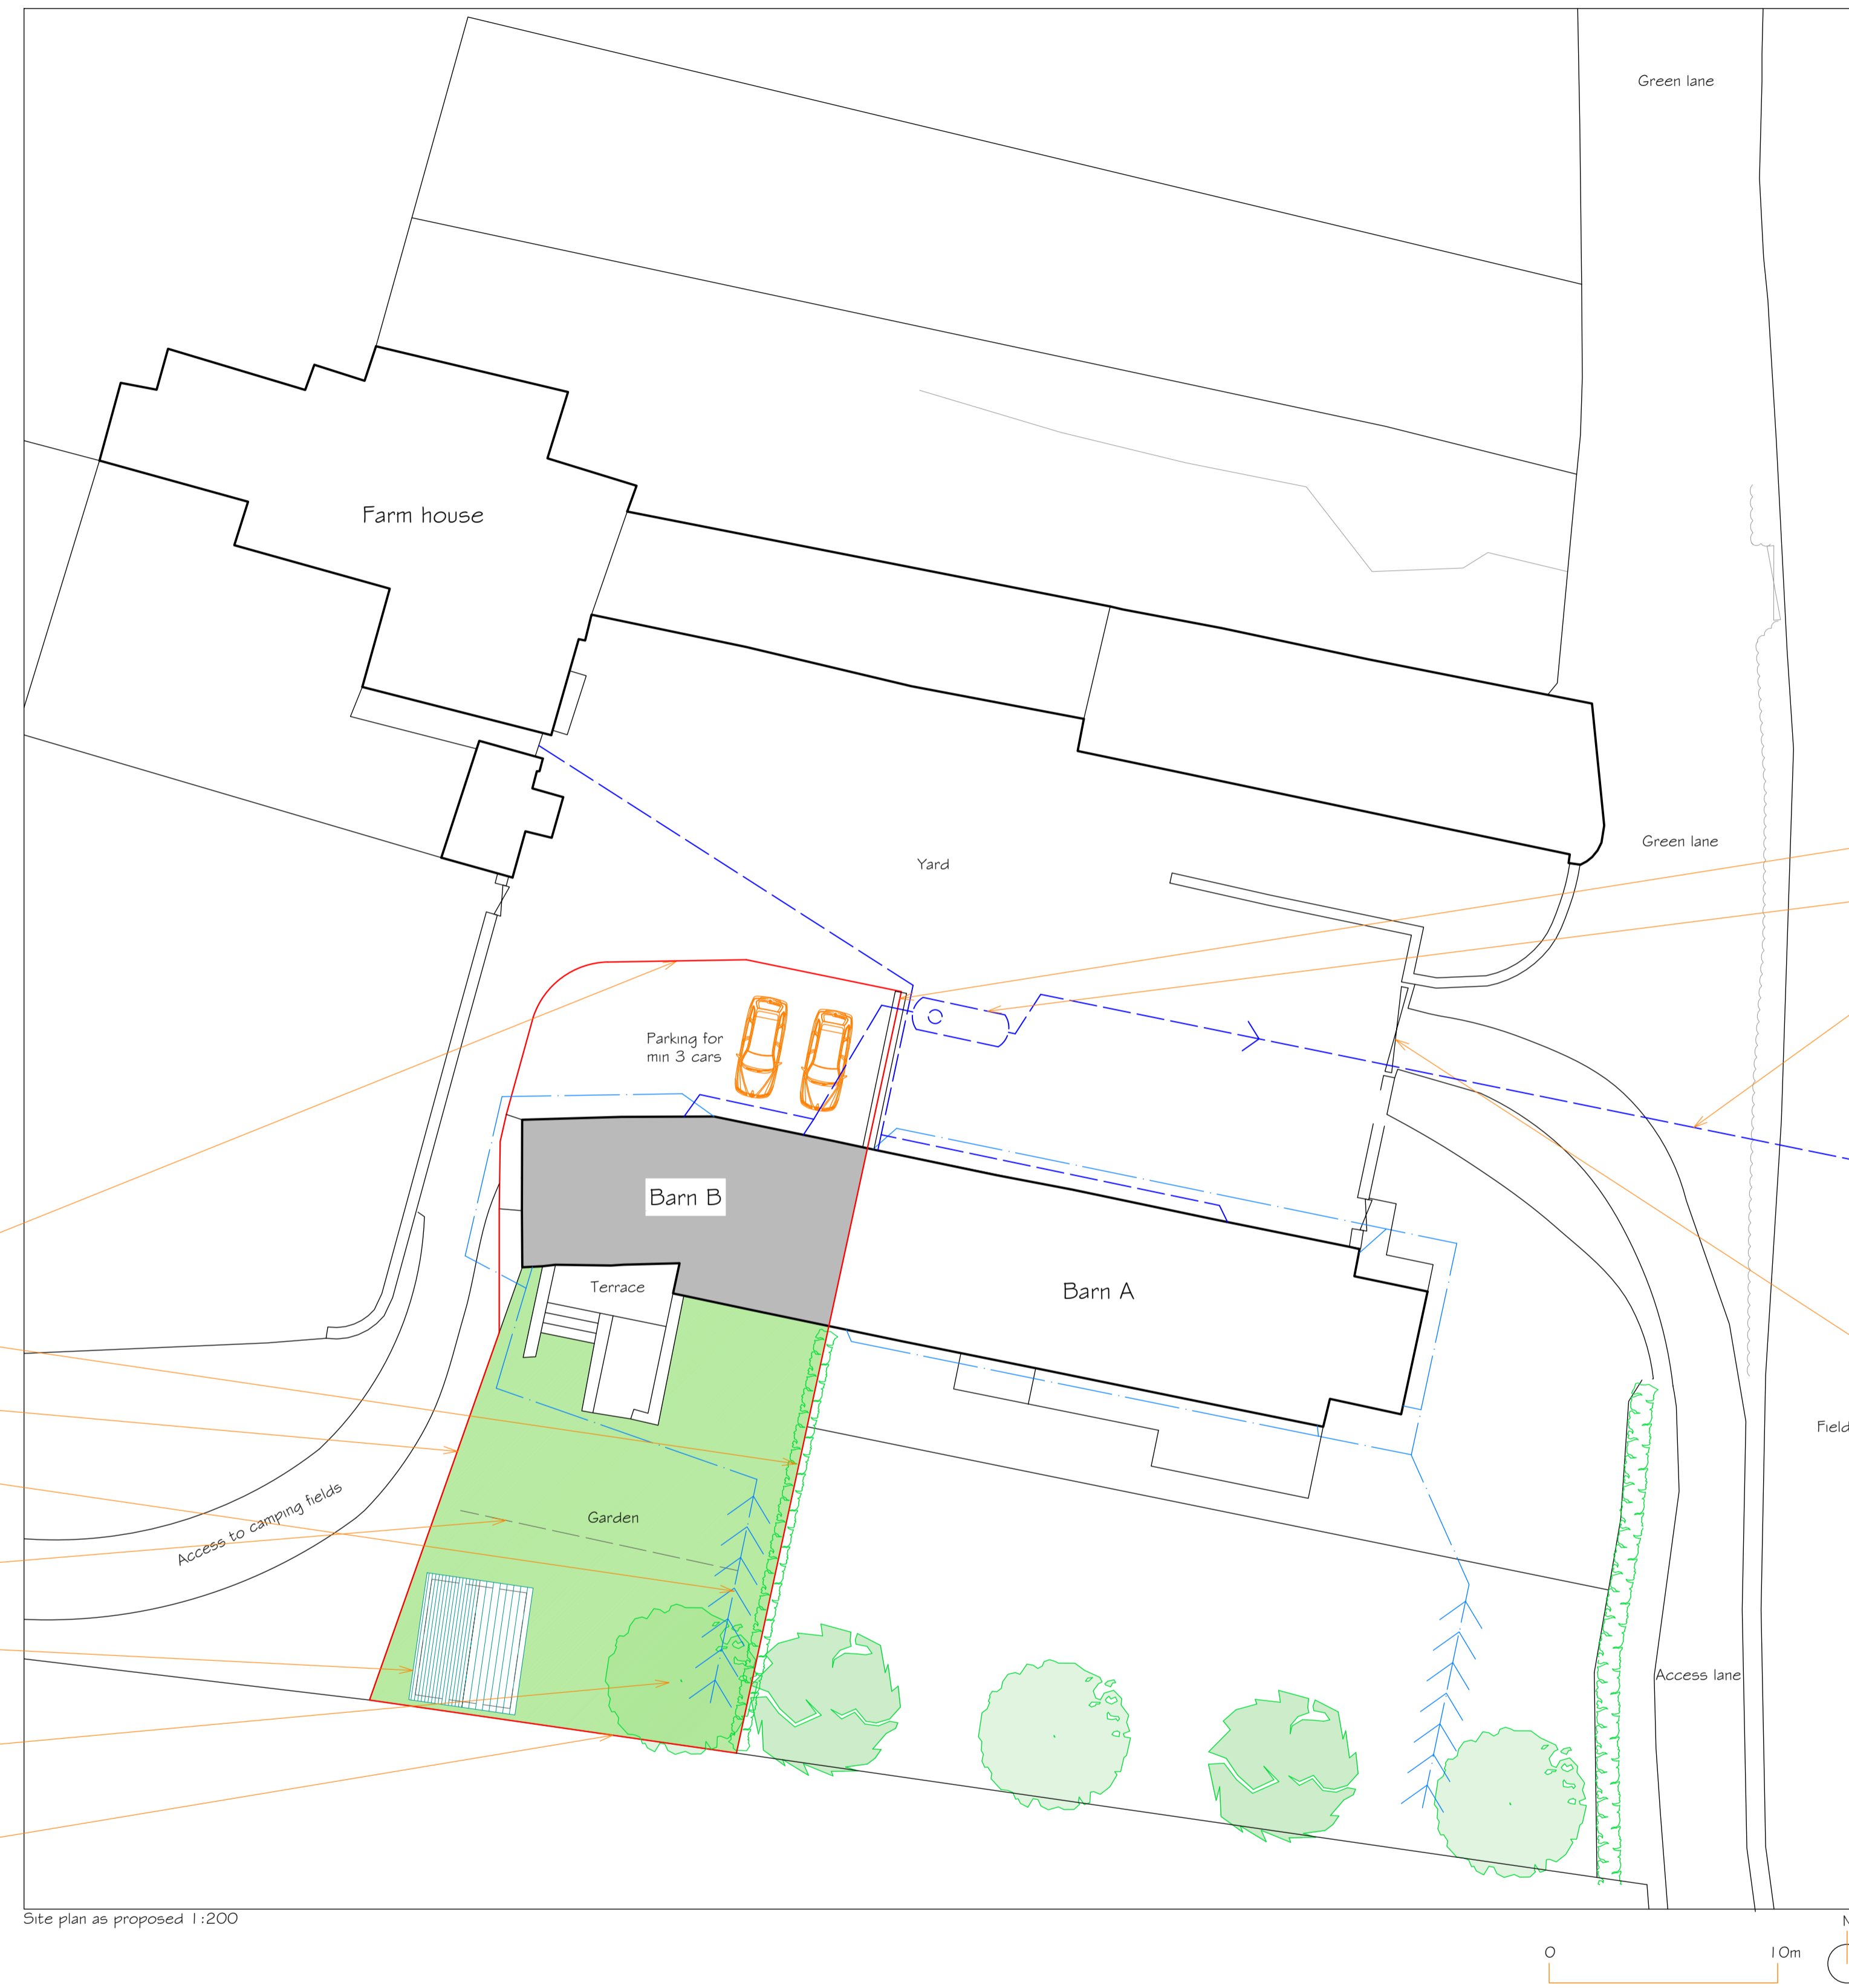 Green lane
Farm house
Green lane
Yard
Parking for
min 3 cars
Barn B
Terrace
Barn A
Field
Garden
Access to camping fields
Access lane
Site plan as proposed 1:200
0
10m
N